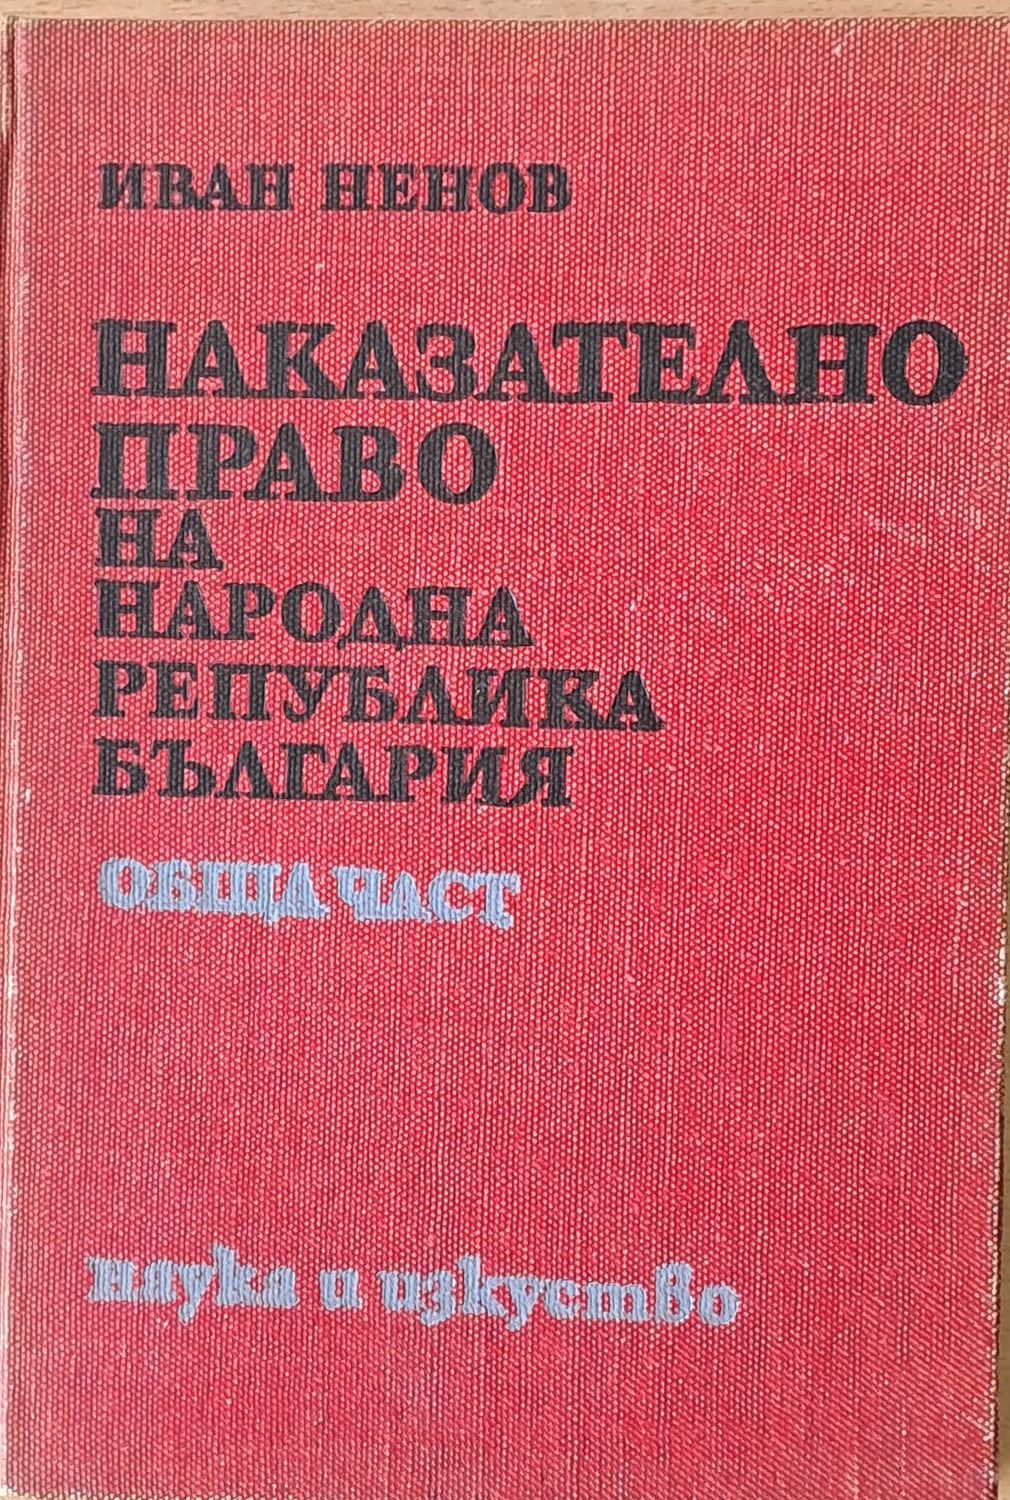 ИВАН НЕНОВ
НАКАЗАТЕЛНО
ПРАВО
НА
НАРОДНА
РЕПУБЛИКА
БЪЛГАРИЯ
ОБЩА ЧАСТ
наука и изкуство